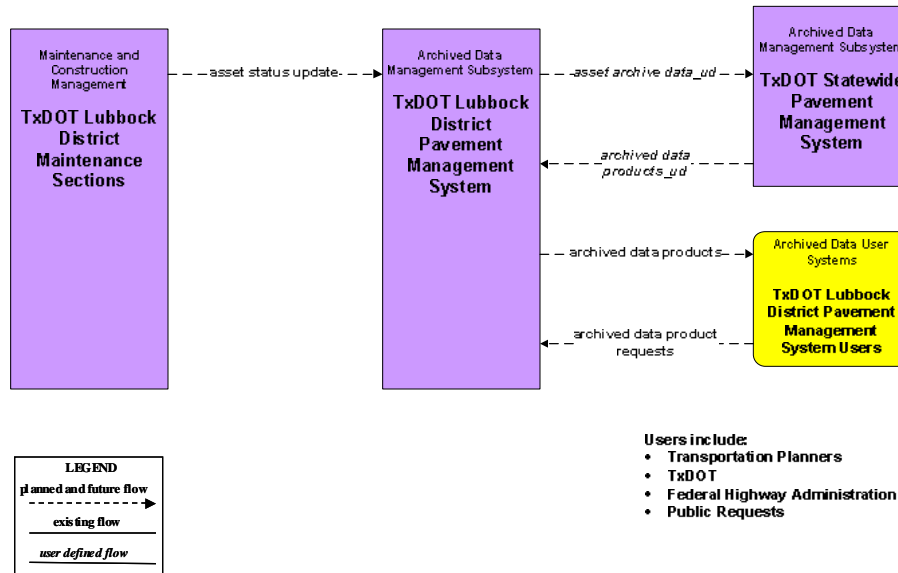 Maintenance and
Construction
Management
TxDOT Lubbock
District
Maintenance
Sections
asset status update
Archived Data
Management Subsystem
TxDOT Lubbock
District
Pavement
Management
System
asset archive data_ud
archived data
products_ud
archived data products
archived data product
requests
Archived Data
Management Subsystem
TxDOT Statewide
Pavement
Management
System
Archived Data User
Systems
TxDOT Lubbock
District Pavement
Management
System Users
LEGEND
planned and future flow
existing flow
user defined flow
Users include:
• Transportation Planners
• TxDOT
• Federal Highway Administration
• Public Requests